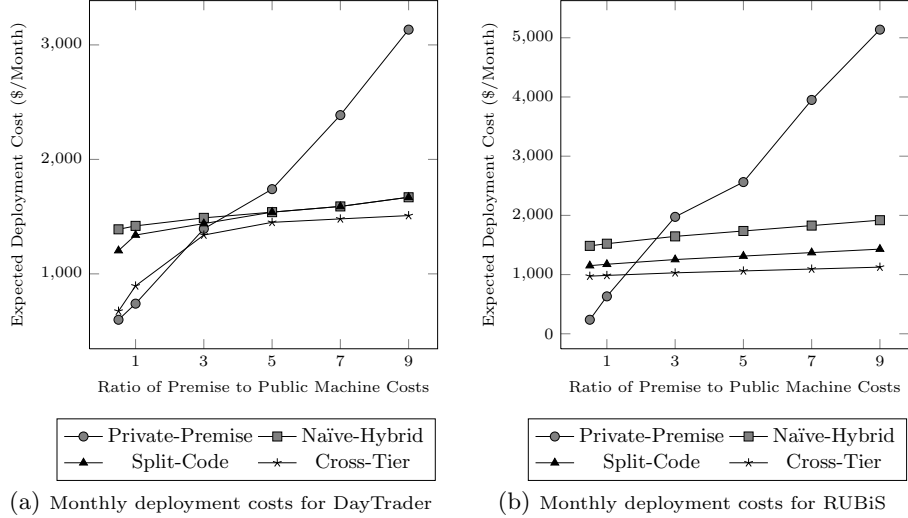 3,000
2,000
1,000
Expected Deployment Cost ($/Month)
1 3 5 7 9
Ratio of Premise to Public Machine Costs
Private-Premise Naïve-Hybrid
Split-Code Cross-Tier
(a) Monthly deployment costs for DayTrader
5,000
4,000
3,000
2,000
1,000
0
Expected Deployment Cost ($/Month)
1 3 5 7 9
Ratio of Premise to Public Machine Costs
Private-Premise Naïve-Hybrid
Split-Code Cross-Tier
(b) Monthly deployment costs for RUBiS